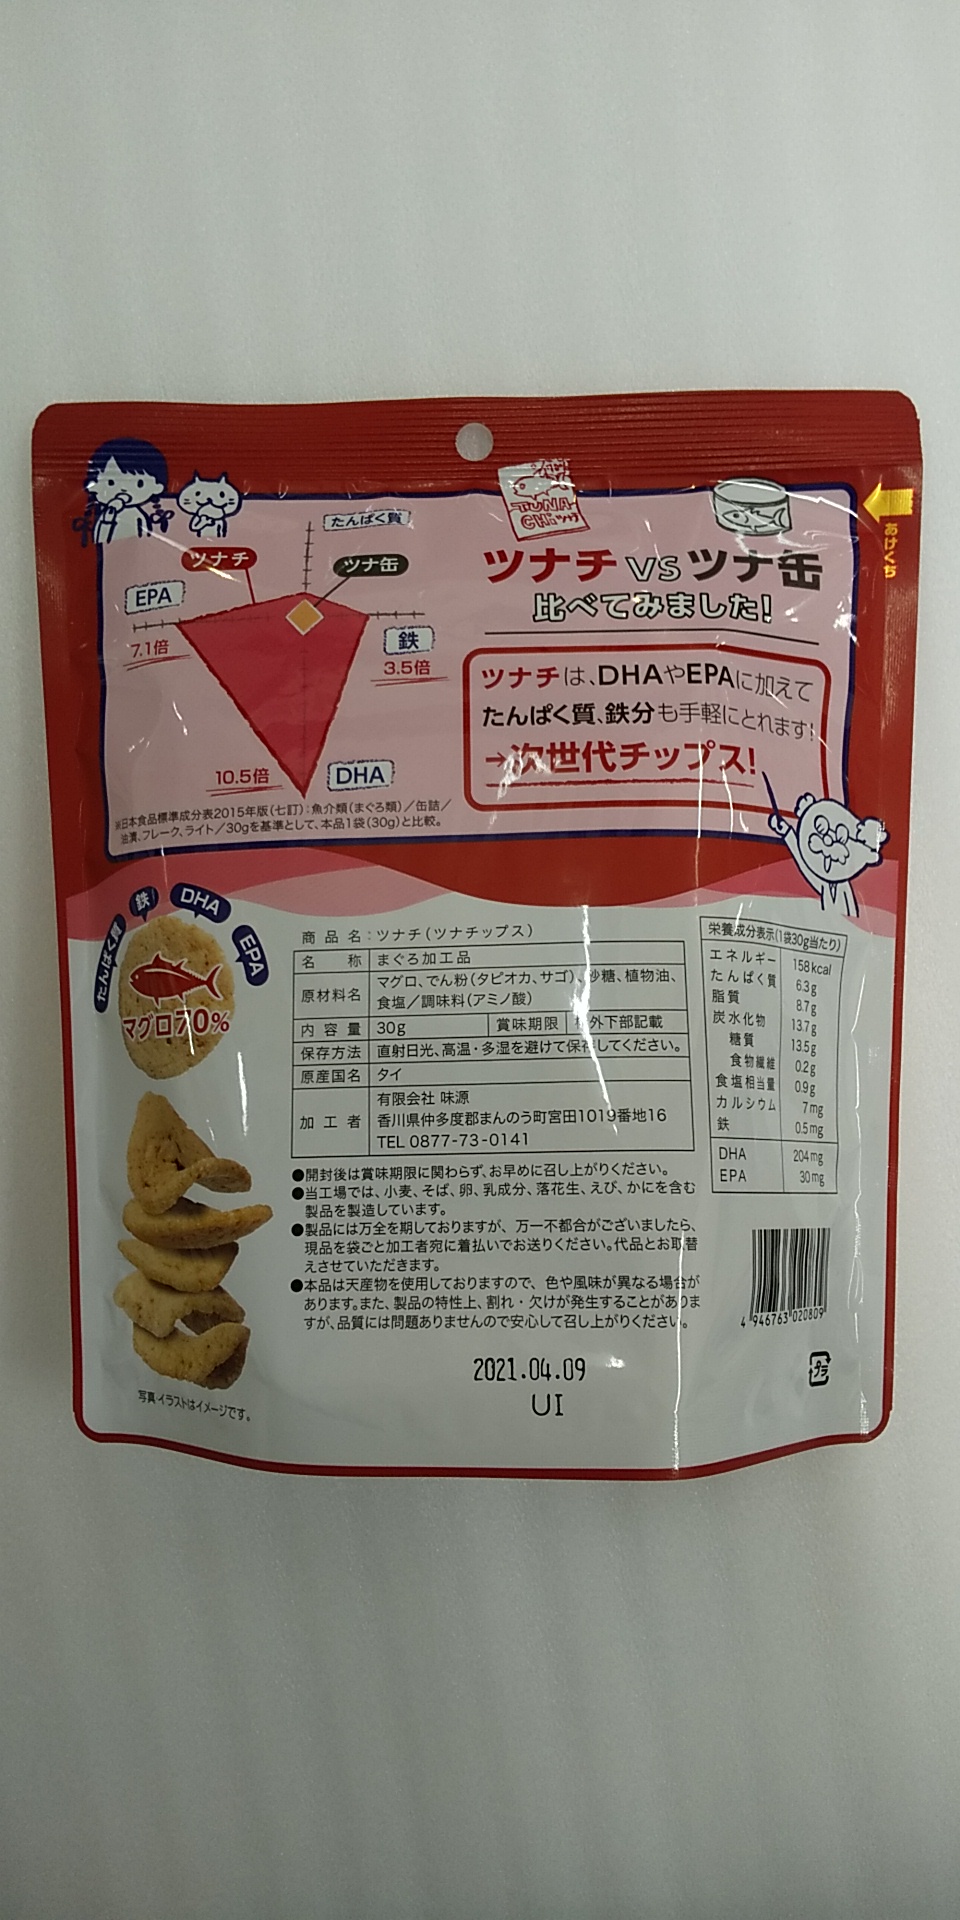 TUNA
CHiツナチ
あけくち
たんぱく質
ツナチ
ツナ缶
EPA
7.1倍
鉄
3.5倍
10.5倍
DHA
※日本食品標準成分表2015年版(七訂):魚介類(まぐろ類)/缶詰/
油漬、フレーク、ライト/30gを基準として、本品1袋(30g)と比較。
ツナチ vs ツナ缶
比べてみました!
ツナチは、DHAやEPAに加えて
たんぱく質、鉄分も手軽にとれます!
→次世代チップス!
たんぱく質
鉄
DHA
EPA
マグロ70%
写真・イラストはイメージです。
商品名:ツナチ(ツナチップス)
名称 まぐろ加工品
原材料名 マグロ、でん粉(タピオカ、サゴ)、砂糖、植物油、
食塩/調味料(アミノ酸)
内容量 30g 賞味期限 枠外下部記載
保存方法 直射日光、高温・多湿を避けて保存してください。
原産国名 タイ
加工者 有限会社 味源
香川県仲多度郡まんのう町宮田1019番地16
TEL 0877-73-0141
●開封後は賞味期限に関わらず、お早めに召し上がりください。
●当工場では、小麦、そば、卵、乳成分、落花生、えび、かにを含む
製品を製造しています。
●製品には万全を期しておりますが、万一不都合がございましたら、
現品を袋ごと加工者宛に着払いでお送りください。代品とお取替
えさせていただきます。
●本品は天産物を使用しておりますので、色や風味が異なる場合が
あります。また、製品の特性上、割れ・欠けが発生することがありま
すが、品質には問題ありませんので安心して召し上がりください。
栄養成分表示(1袋30g当たり)
エネルギー 158kcal
たんぱく質 6.3g
脂質 8.7g
炭水化物 13.7g
糖質 13.5g
食物繊維 0.2g
食塩相当量 0.9g
カルシウム 7mg
鉄 0.5mg
DHA 204mg
EPA 30mg
4 946763 020809
プラ
2021.04.09
UI